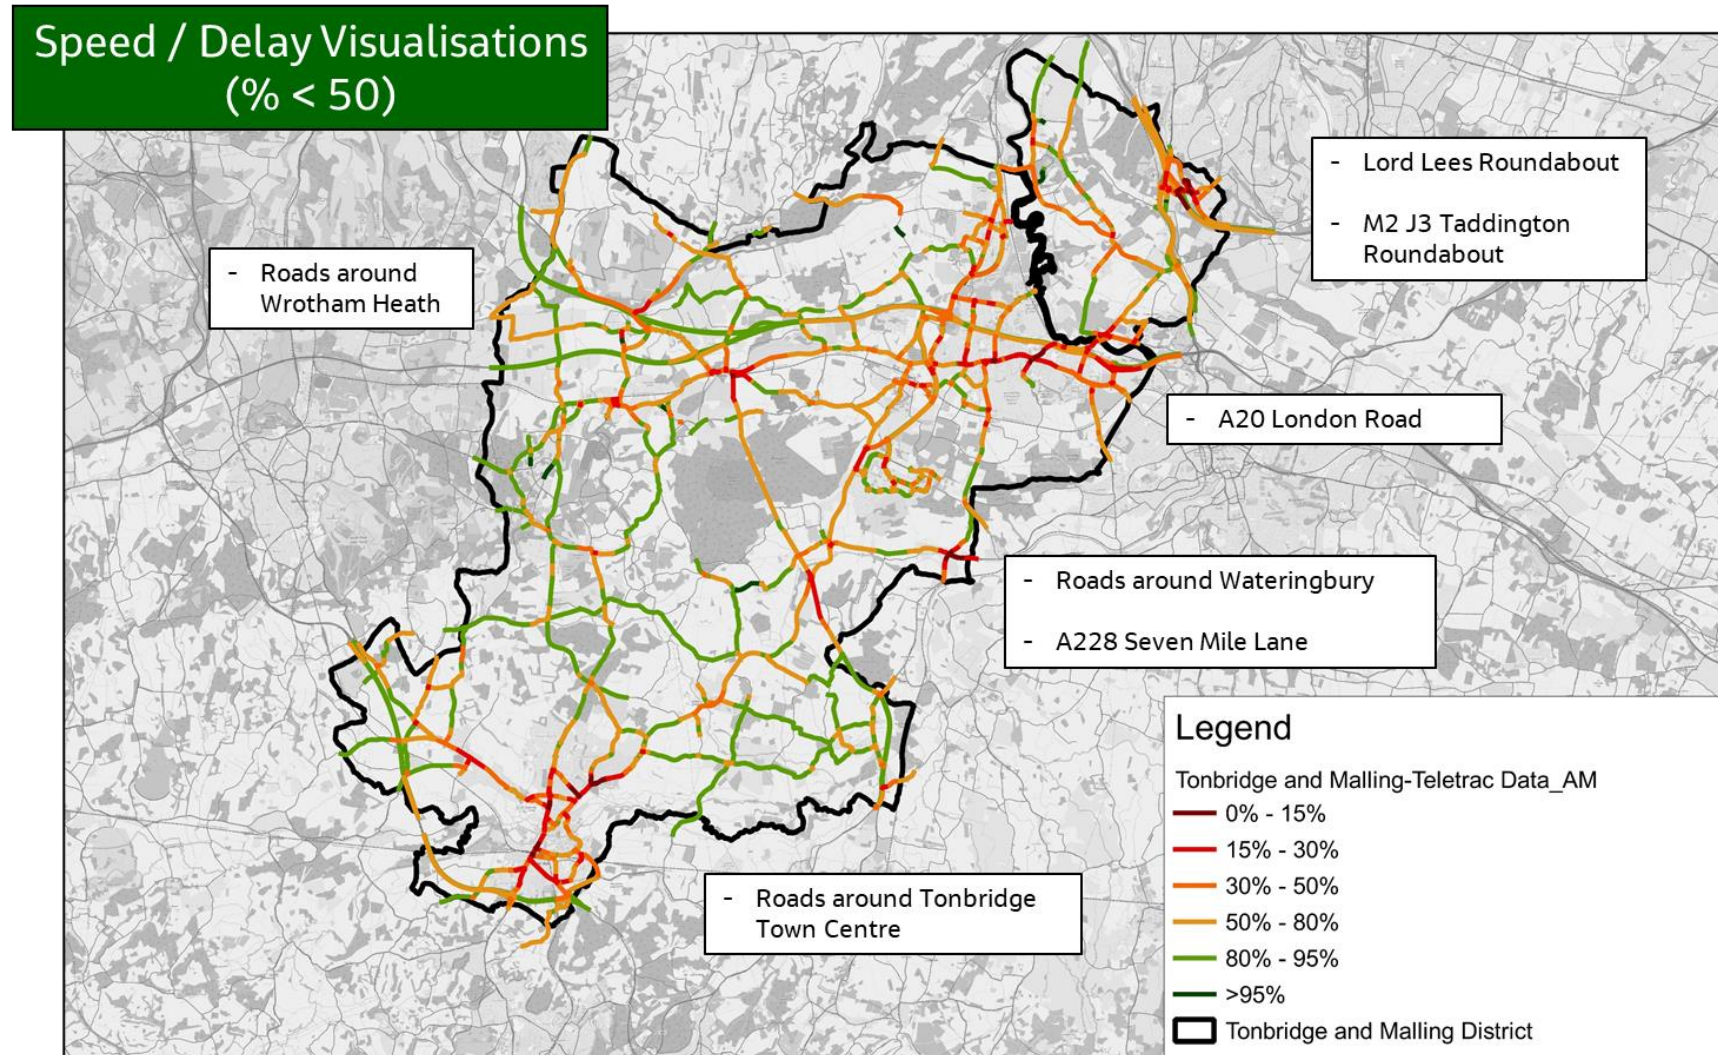 Speed / Delay Visualisations
(% < 50)
- Lord Lees Roundabout
- M2 J3 Taddington
Roundabout
- Roads around
Wrotham Heath
- A20 London Road
- Roads around Wateringbury
- A228 Seven Mile Lane
- Roads around Tonbridge
Town Centre
Legend
Tonbridge and Malling-Teletrac Data_AM
0% - 15%
15% - 30%
30% - 50%
50% - 80%
80% - 95%
>95%
Tonbridge and Malling District